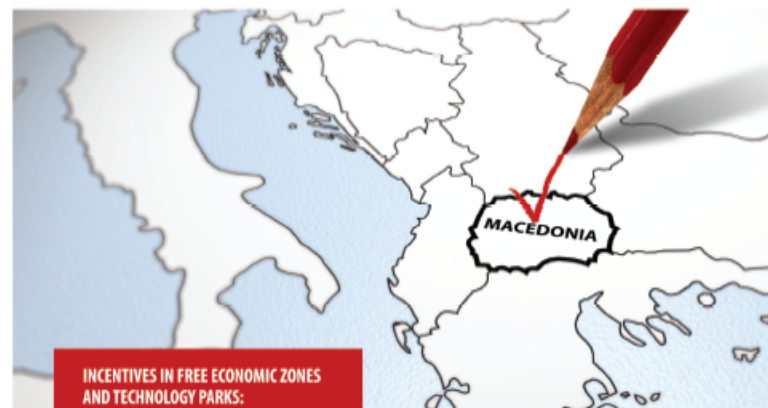 MACEDONIA
INCENTIVES IN FREE ECONOMIC ZONES
AND TECHNOLOGY PARKS: